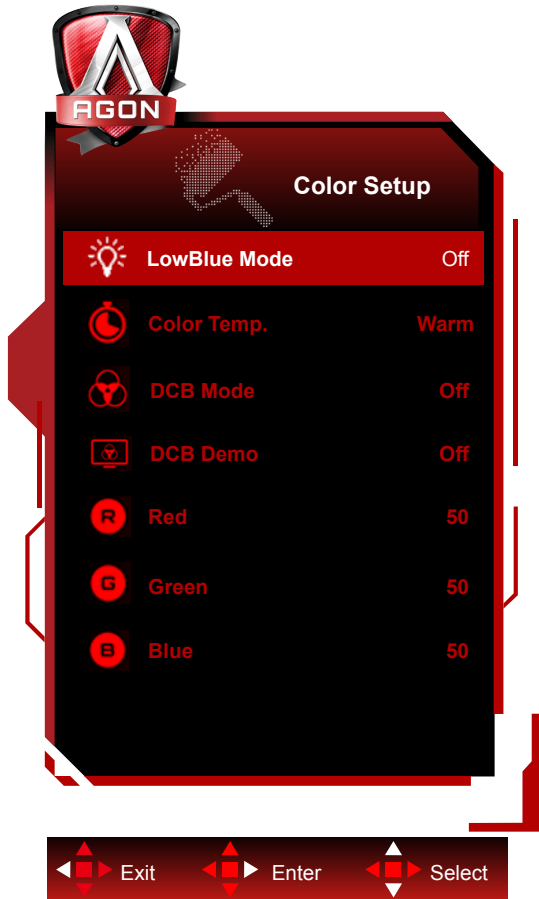 AGON
Color Setup
LowBlue Mode Off
Color Temp. Warm
DCB Mode Off
DCB Demo Off
R Red 50
G Green 50
B Blue 50
Exit Enter Select